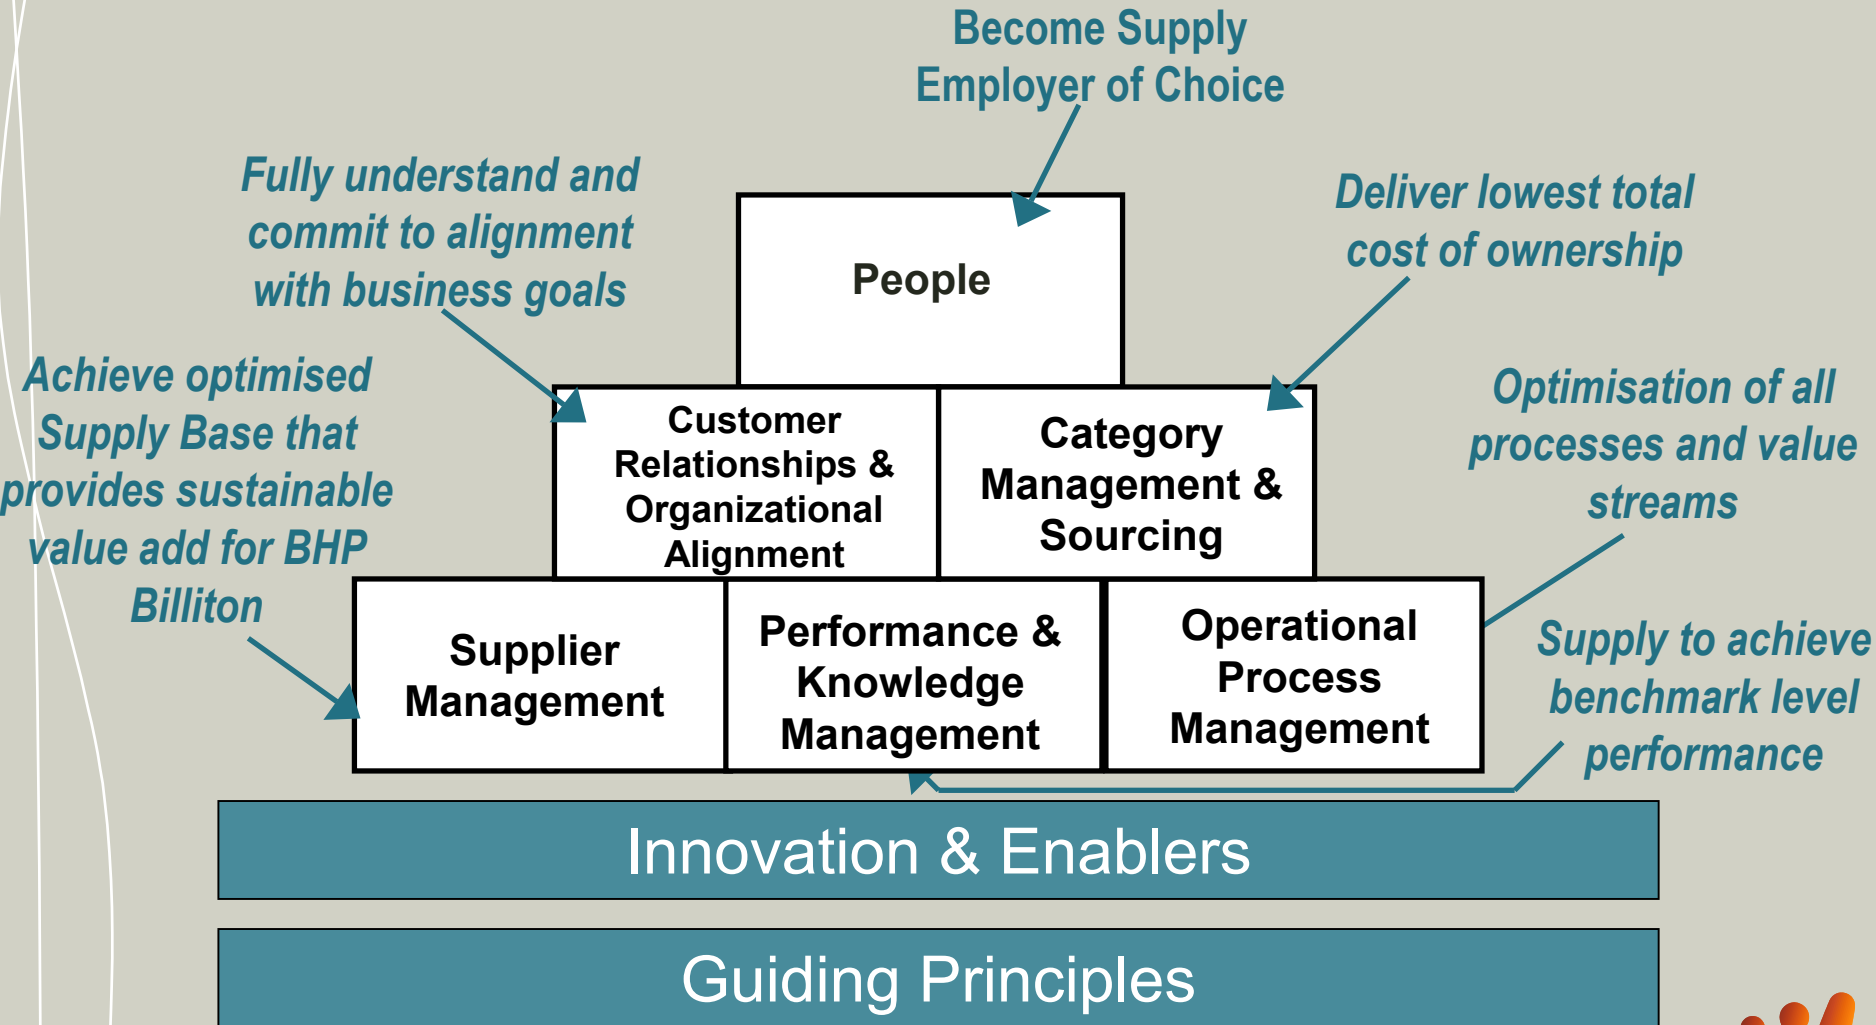 Become Supply
Employer of Choice
Fully understand and
commit to alignment
with business goals
Deliver lowest total
cost of ownership
People
Achieve optimised
Supply Base that
provides sustainable
value add for BHP
Billiton
Optimisation of all
processes and value
streams
Customer
Relationships &
Organizational
Alignment
Category
Management &
Sourcing
Supplier
Management
Performance &
Knowledge
Management
Operational
Process
Management
Supply to achieve
benchmark level
performance
Innovation & Enablers
Guiding Principles